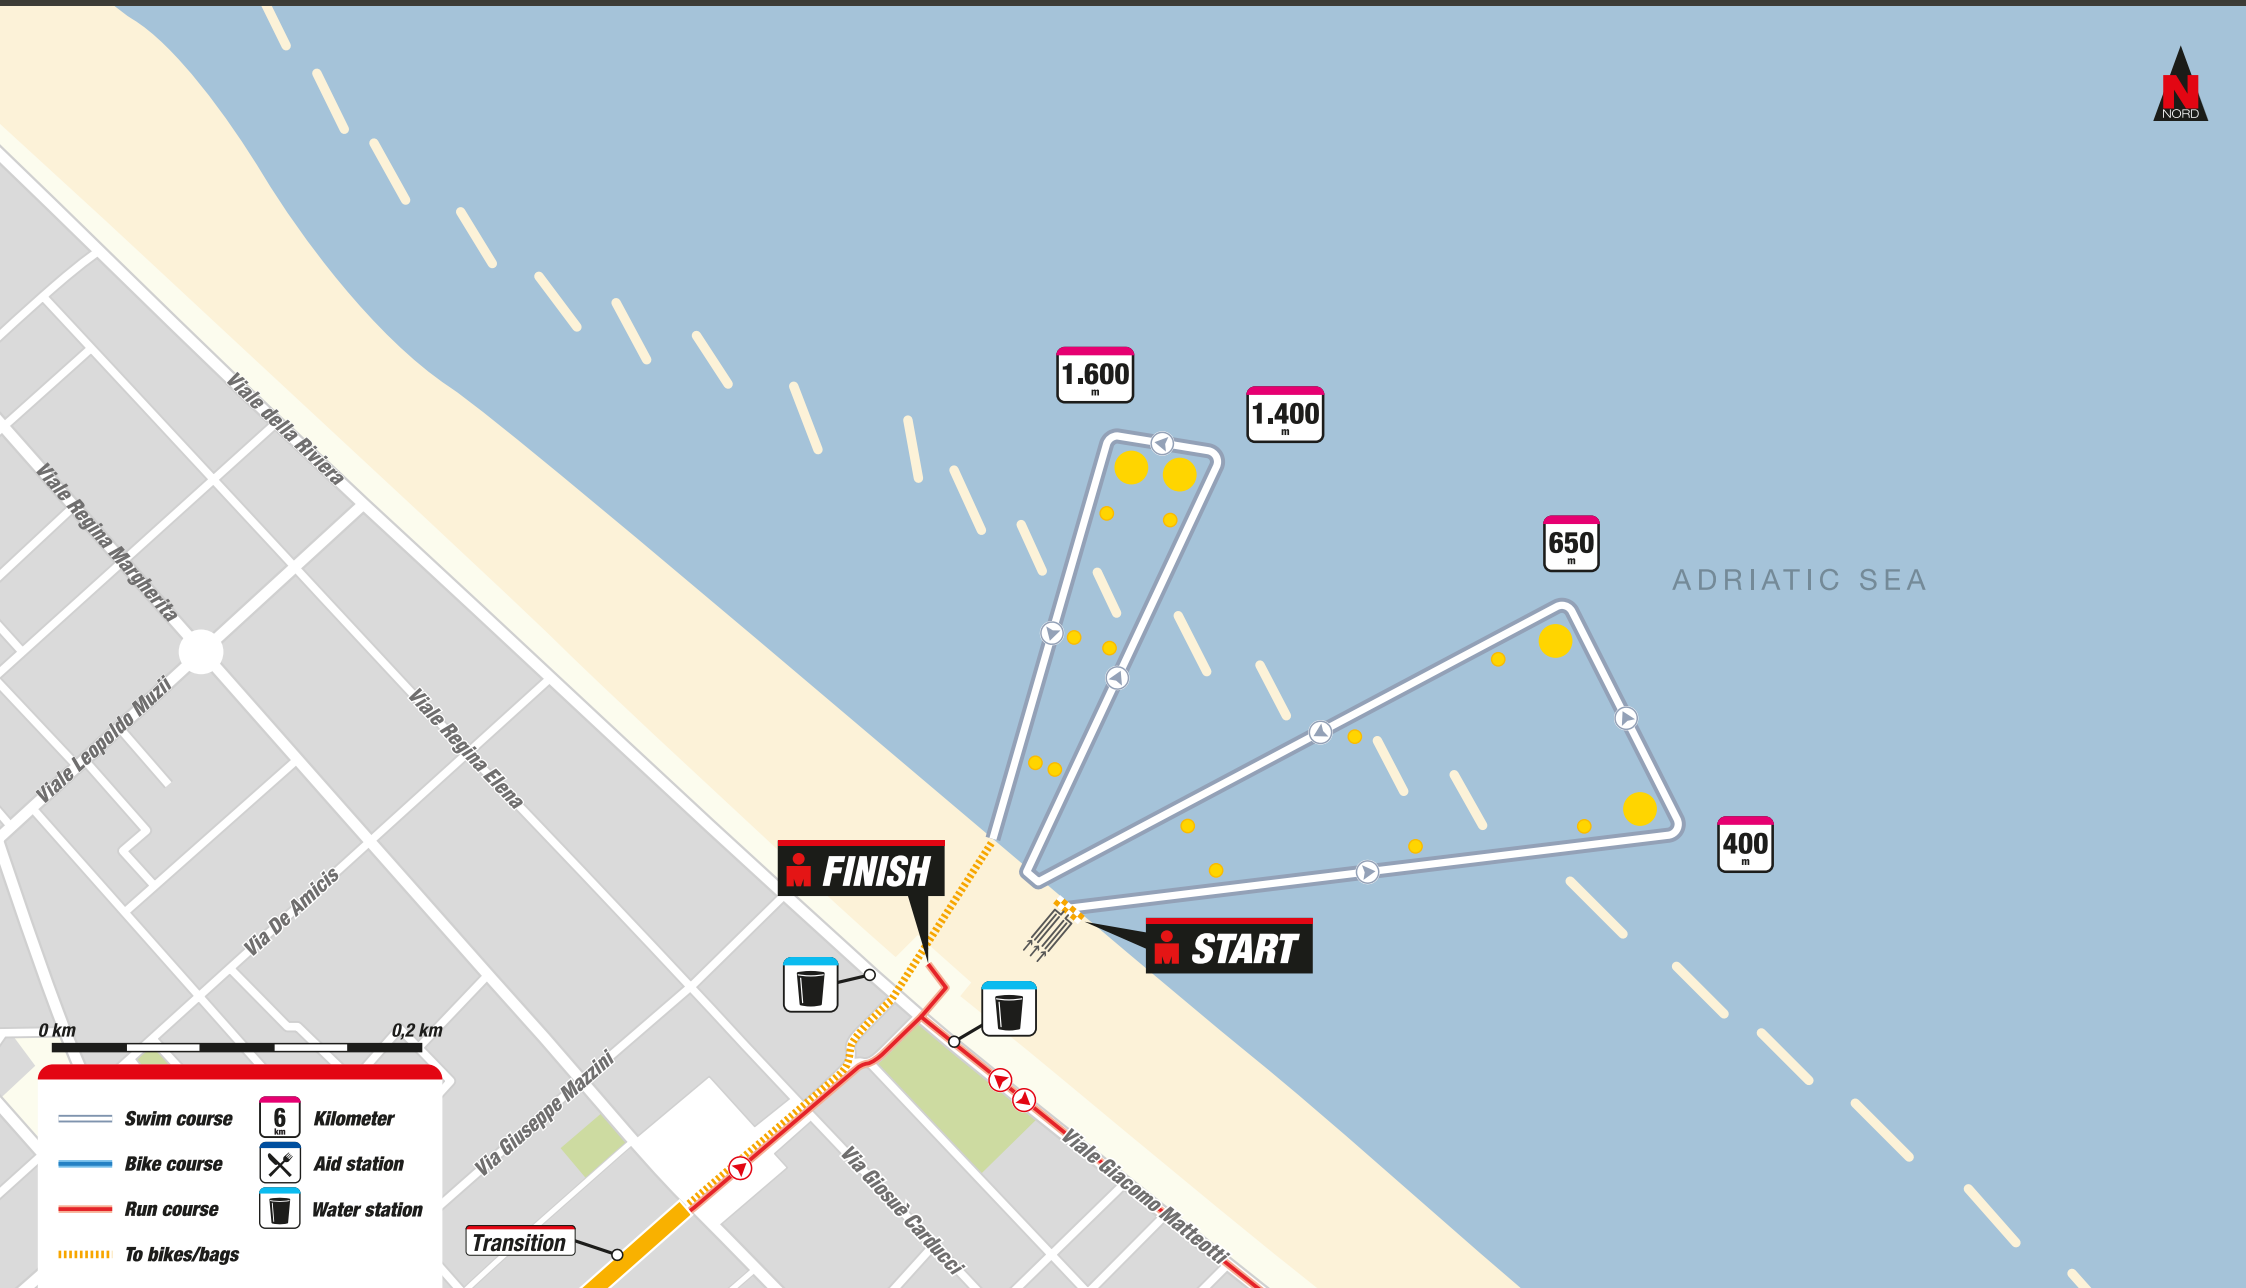 N
NORD
1.600
m
1.400
m
650
m
ADRIATIC SEA
400
m
Viale della Riviera
Viale Regina Margherita
Viale Leopoldo Muzii
Viale Regina Elena
Via De Amicis
FINISH
START
0 km
0,2 km
Via Giuseppe Mazzini
Via Giosuè Carducci
Viale Giacomo Matteotti
Transition
Swim course
6
km
Kilometer
Bike course
Aid station
Run course
Water station
To bikes/bags